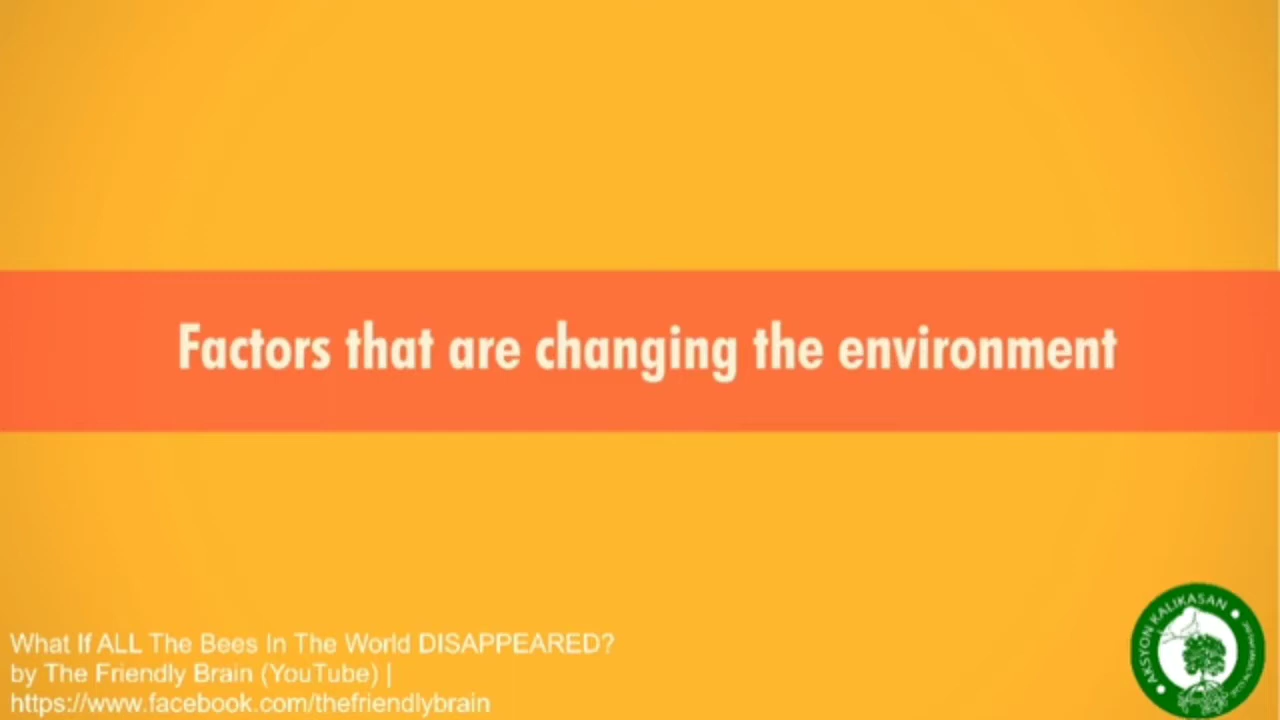 Factors that are changing the environment
What If ALL The Bees In The World DISAPPEARED?
by The Friendly Brain (YouTube) |
https://www.facebook.com/thefriendlybrain
AKSYON KALIKASAN